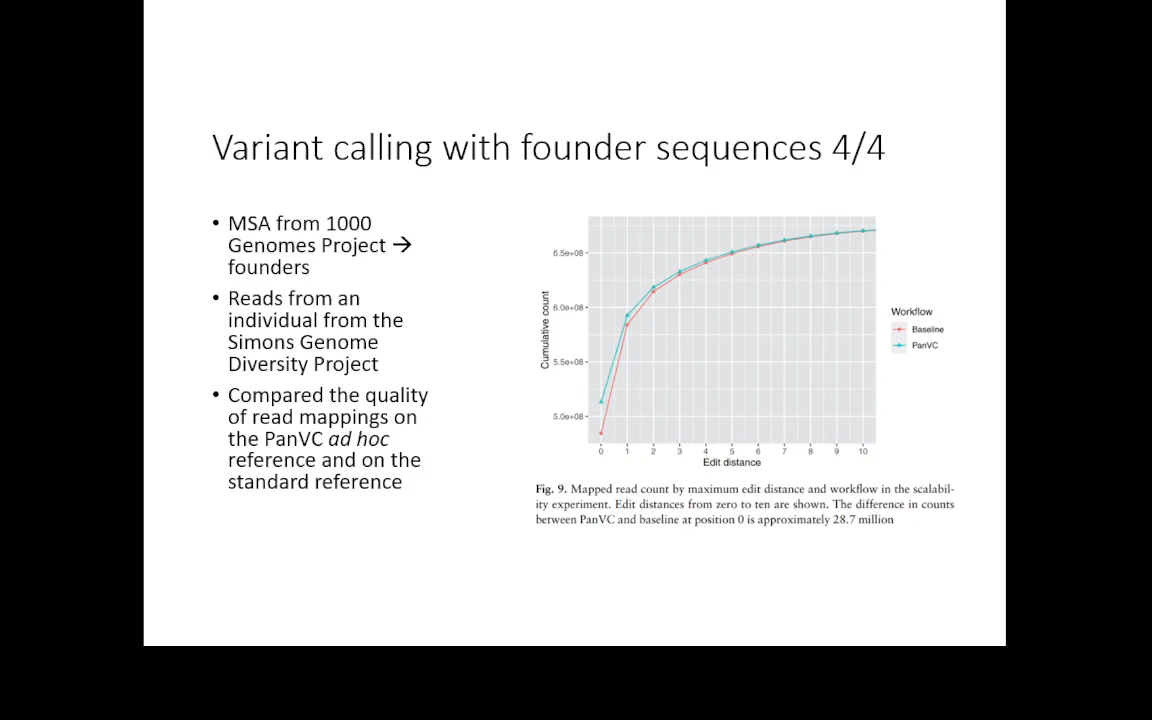 Variant calling with founder sequences 4/4
• MSA from 1000
Genomes Project →
founders
• Reads from an
individual from the
Simons Genome
Diversity Project
• Compared the quality
of read mappings on
the PanVC ad hoc
reference and on the
standard reference
Cumulative count
6.5e+08
6.0e+08
5.5e+08
5.0e+08
0 1 2 3 4 5 6 7 8 9 10
Edit distance
Workflow
Baseline
PanVC
Fig. 9. Mapped read count by maximum edit distance and workflow in the scalabil-
ity experiment. Edit distances from zero to ten are shown. The difference in counts
between PanVC and baseline at position 0 is approximately 28.7 million